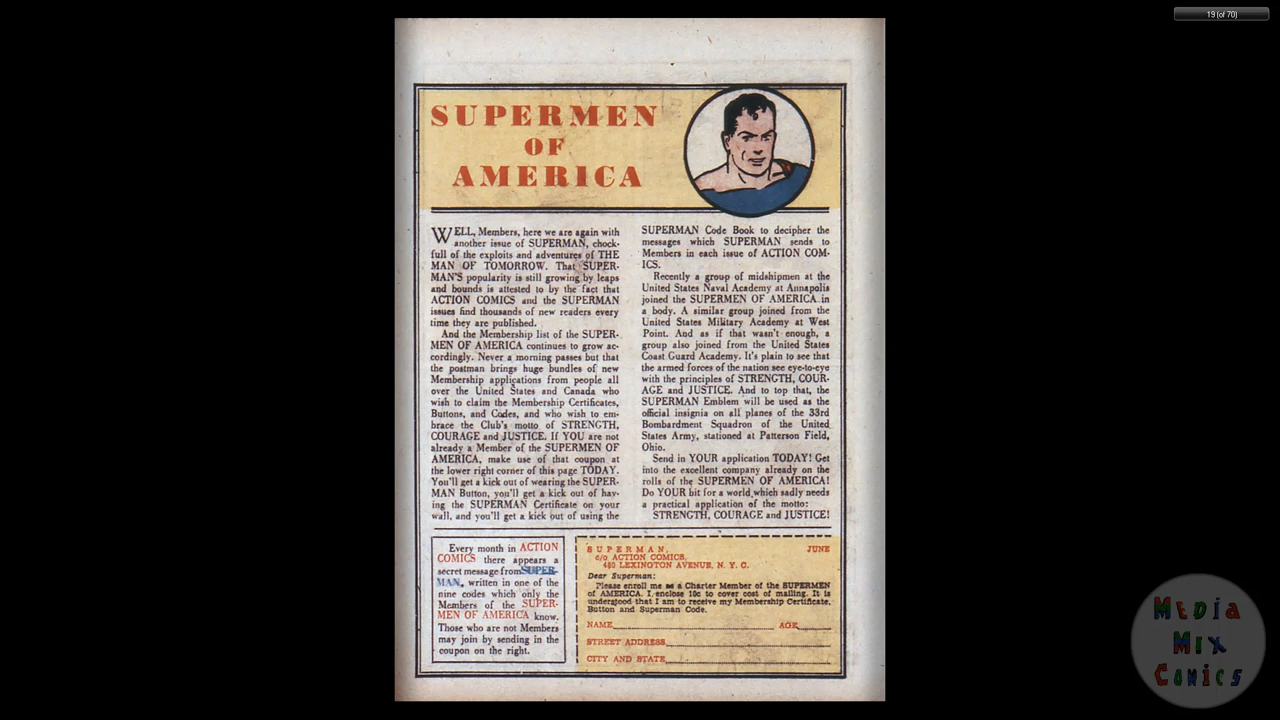 19 (of 70)
SUPERMEN
OF
AMERICA
WELL, Members, here we are again with
another issue of SUPERMAN, chock-
full of the exploits and adventures of THE
MAN OF TOMORROW. That SUPER-
MAN'S popularity is still growing by leaps
and bounds is attested to by the fact that
ACTION COMICS and the SUPERMAN
issues find thousands of new readers every
time they are published.
And the Membership list of the SUPER-
MEN OF AMERICA continues to grow ac-
cordingly. Never a morning passes but that
the postman brings huge bundles of new
Membership applications from people all
over the United States and Canada who
wish to claim the Membership Certificates,
Buttons, and Codes, and who wish to em-
brace the Club's motto of STRENGTH,
COURAGE and JUSTICE. If YOU are not
already a Member of the SUPERMEN OF
AMERICA, make use of that coupon at
the lower right corner of this page TODAY.
You'll get a kick out of wearing the SUPER-
MAN Button, you'll get a kick out of hav-
ing the SUPERMAN Certificate on your
wall, and you'll get a kick out of using the
SUPERMAN Code Book to decipher the
messages which SUPERMAN sends to
Members in each issue of ACTION COM-
ICS.
Recently a group of midshipmen at the
United States Naval Academy at Annapolis
joined the SUPERMEN OF AMERICA in
a body. A similar group joined from the
United States Military Academy at West
Point. And as if that wasn't enough, a
group also joined from the United States
Coast Guard Academy. It's plain to see that
the armed forces of the nation see eye-to-eye
with the principles of STRENGTH, COUR-
AGE and JUSTICE. And to top that, the
SUPERMAN Emblem will be used as the
official insignia on all planes of the 33rd
Bombardment Squadron of the United
States Army, stationed at Patterson Field,
Ohio.
Send in YOUR application TODAY! Get
into the excellent company already on the
rolls of the SUPERMEN OF AMERICA!
Do YOUR bit for a world which sadly needs
a practical application of the motto:
STRENGTH, COURAGE and JUSTICE!
Every month in ACTION
COMICS there appears a
secret message from SUPER-
MAN, written in one of the
nine codes which only the
Members of the SUPER-
MEN OF AMERICA know.
Those who are not Members
may join by sending in the
coupon on the right.
SUPERMAN, JUNE
c/o ACTION COMICS,
480 LEXINGTON AVENUE, N. Y. C.
Dear Superman:
Please enroll me as a Charter Member of the SUPERMEN
of AMERICA. I enclose 10c to cover cost of mailing. It is
understood that I am to receive my Membership Certificate,
Button and Superman Code.
NAME AGE
STREET ADDRESS
CITY AND STATE
MEDIA
MIX
COMICS